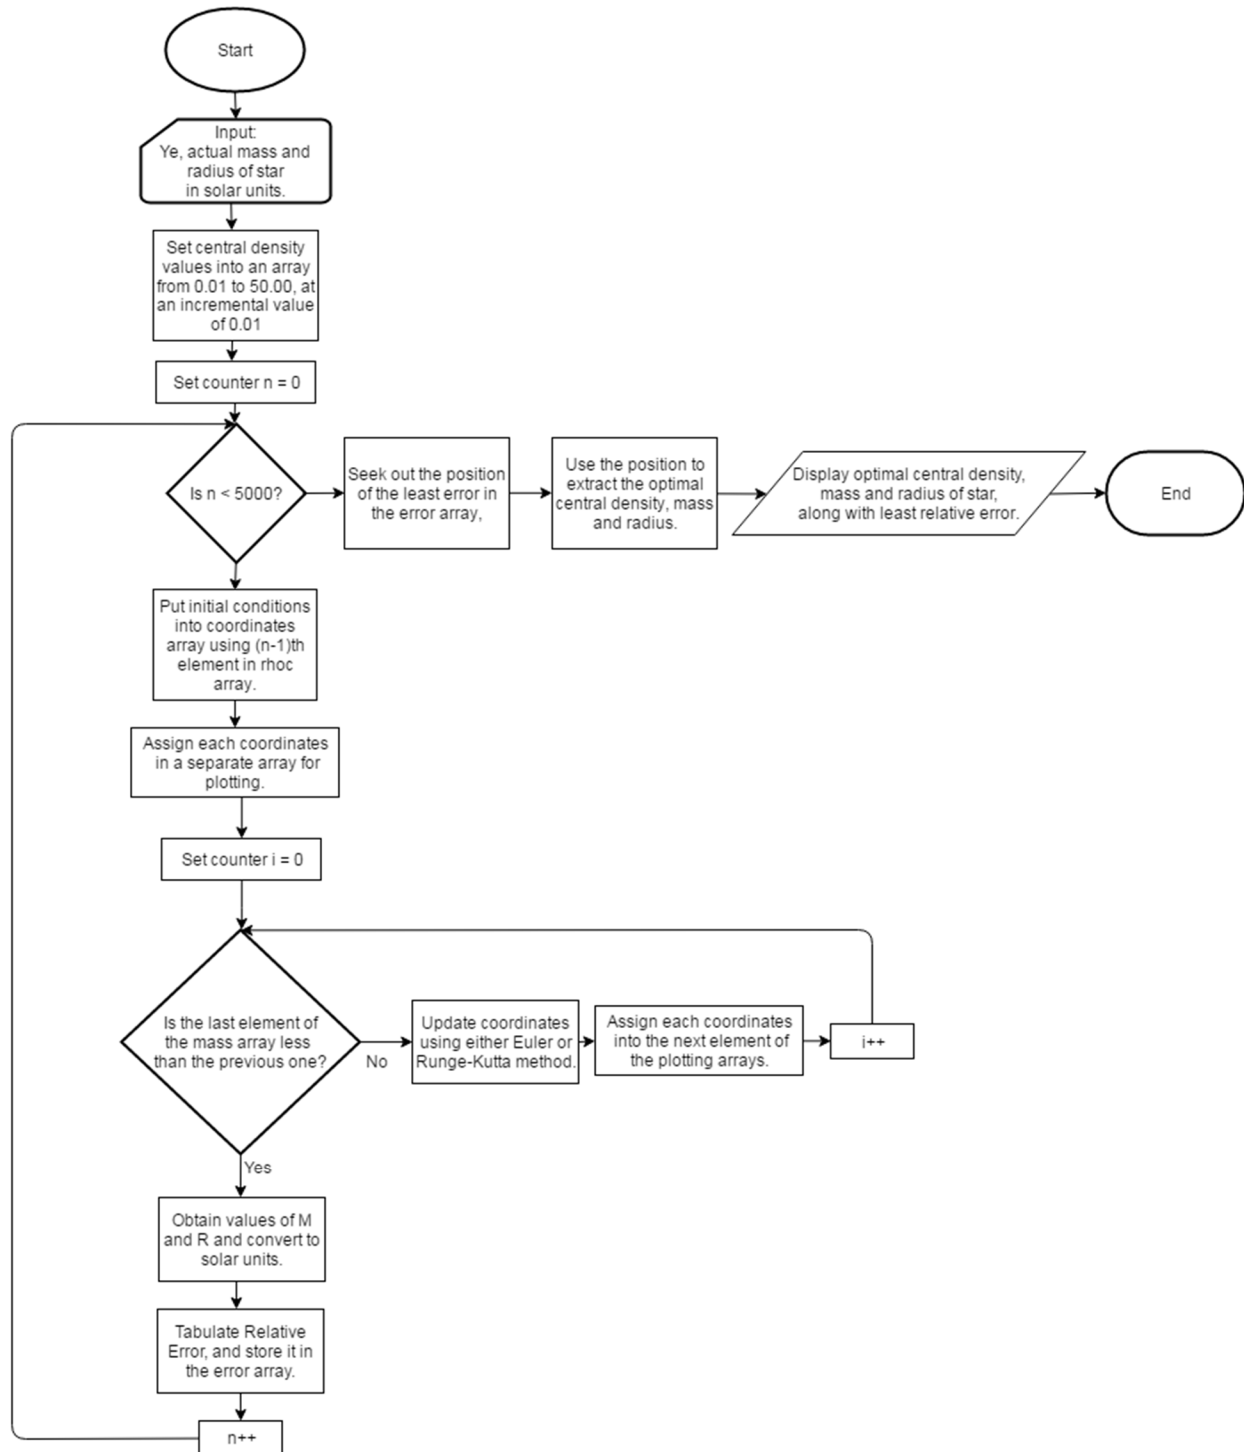 Start
Input:
Ye, actual mass and
radius of star
in solar units.
Set central density
values into an array
from 0.01 to 50.00, at
an incremental value
of 0.01
Set counter n = 0
Is n < 5000?
Seek out the position
of the least error in
the error array,
Use the position to
extract the optimal
central density, mass
and radius.
Display optimal central density,
mass and radius of star,
along with least relative error.
End
Put initial conditions
into coordinates
array using (n-1)th
element in rhoc
array.
Assign each coordinates
in a separate array for
plotting.
Set counter i = 0
Is the last element of
the mass array less
than the previous one?
No
Update coordinates
using either Euler or
Runge-Kutta method.
Assign each coordinates
into the next element of
the plotting arrays.
i++
Yes
Obtain values of M
and R and convert to
solar units.
Tabulate Relative
Error, and store it in
the error array.
n++